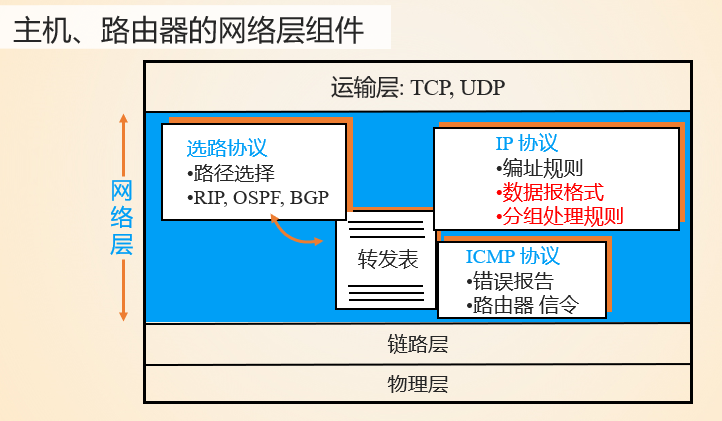 主机、路由器的网络层组件
运输层: TCP, UDP
网络层
选路协议
•路径选择
•RIP, OSPF, BGP
IP 协议
•编址规则
•数据报格式
•分组处理规则
转发表
ICMP 协议
•错误报告
•路由器 信令
链路层
物理层